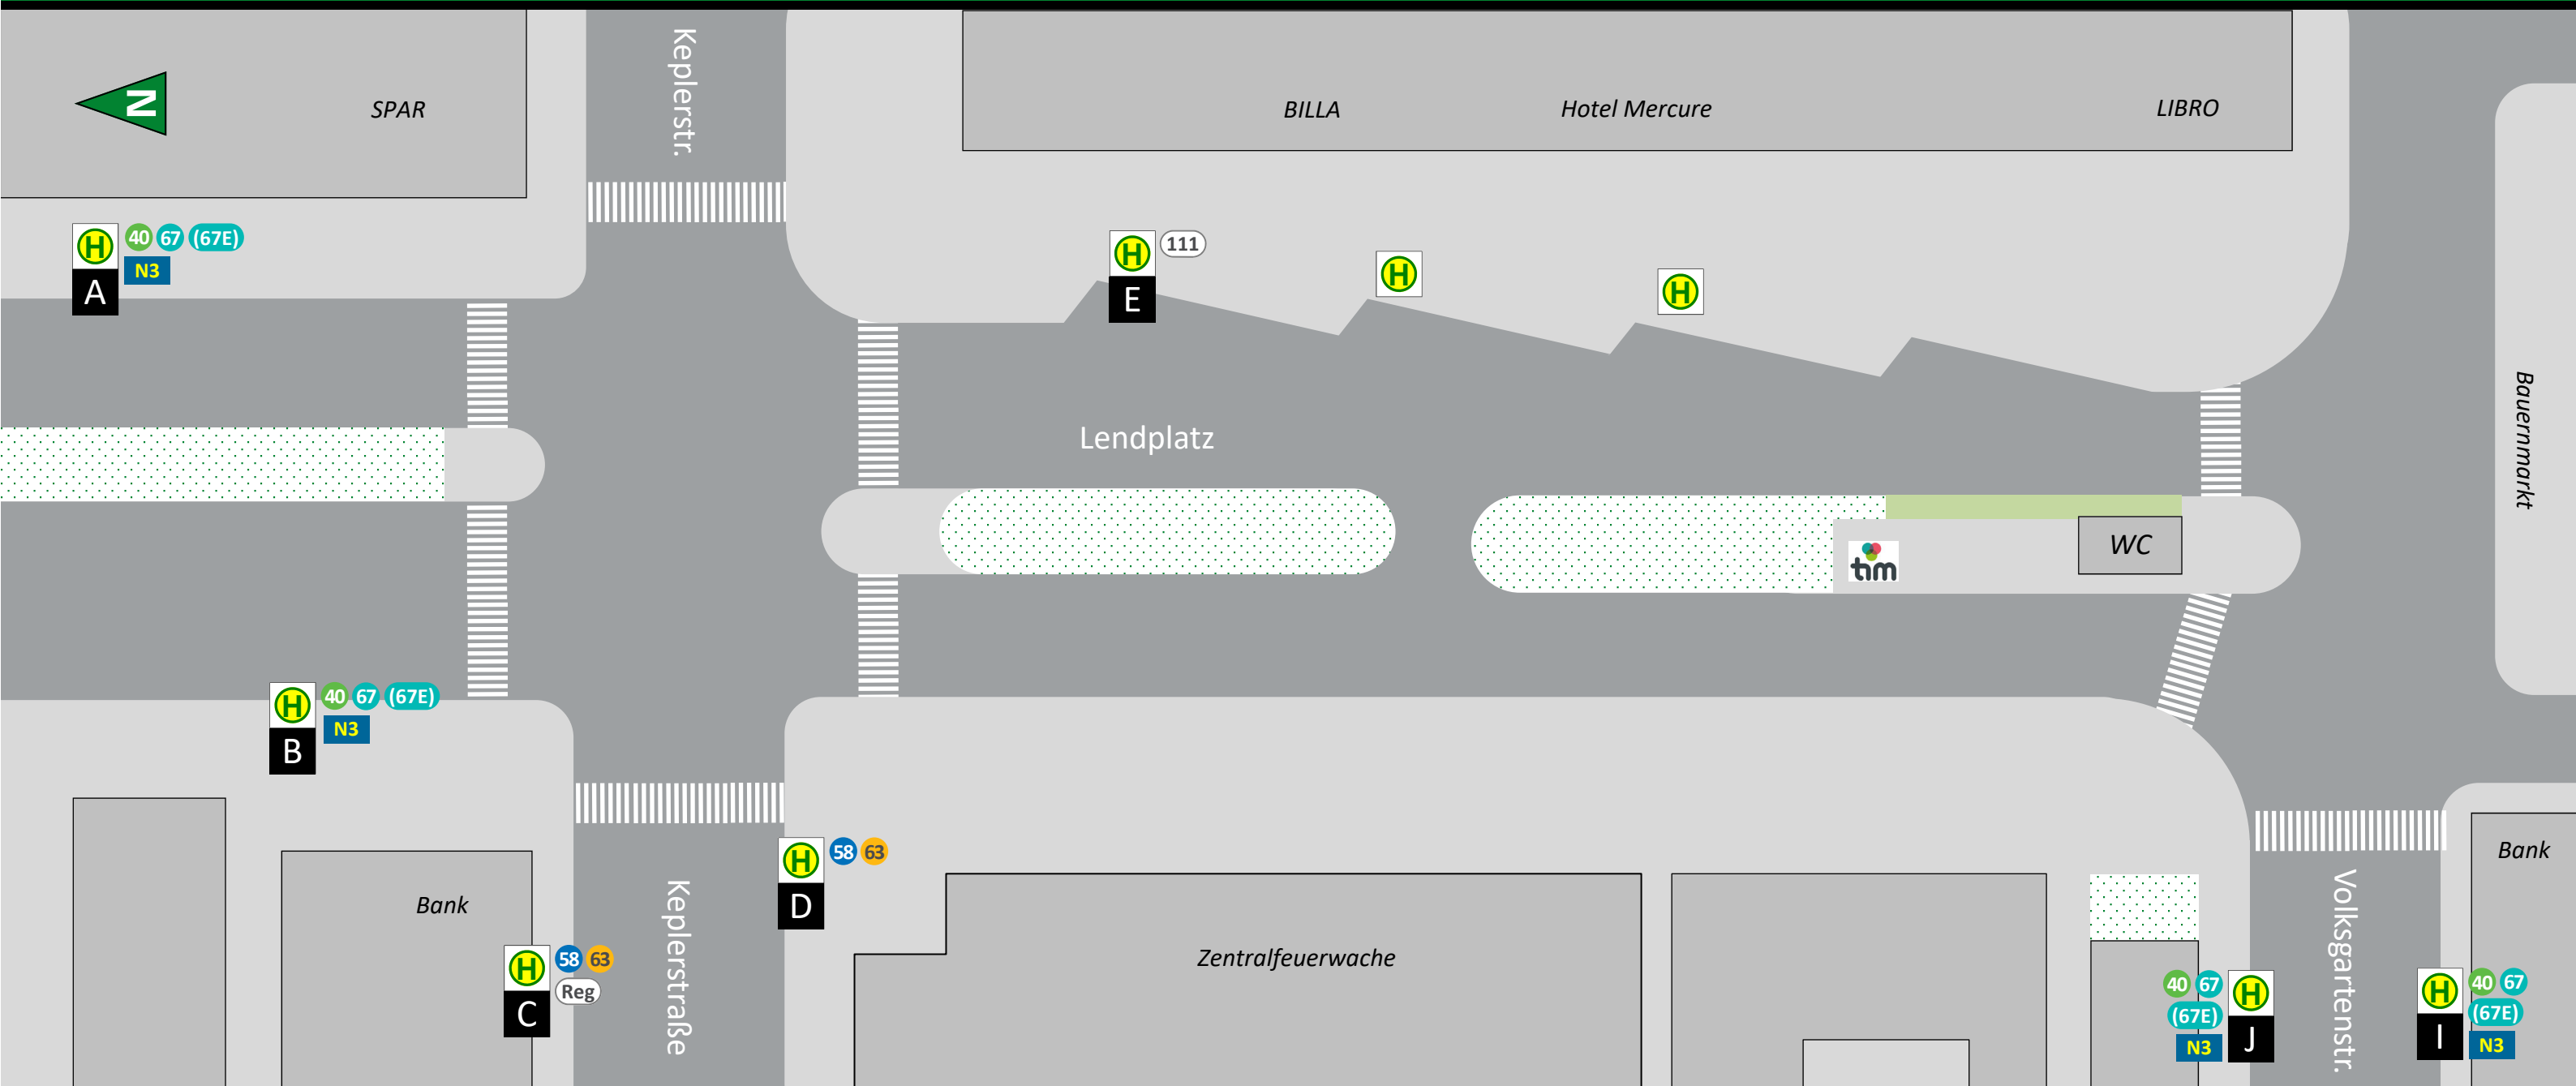 N
SPAR
Keplerstr.
BILLA
Hotel Mercure
LIBRO
H
40 67 (67E)
N3
A
H
111
E
H
H
Lendplatz
Bauernmarkt
tim
WC
H
40 67 (67E)
N3
B
Bank
H
58 63
Reg
C
Keplerstraße
H
58 63
D
Zentralfeuerwache
40 67
(67E)
N3
H
J
Volksgartenstr.
Bank
H
I
40 67
(67E)
N3